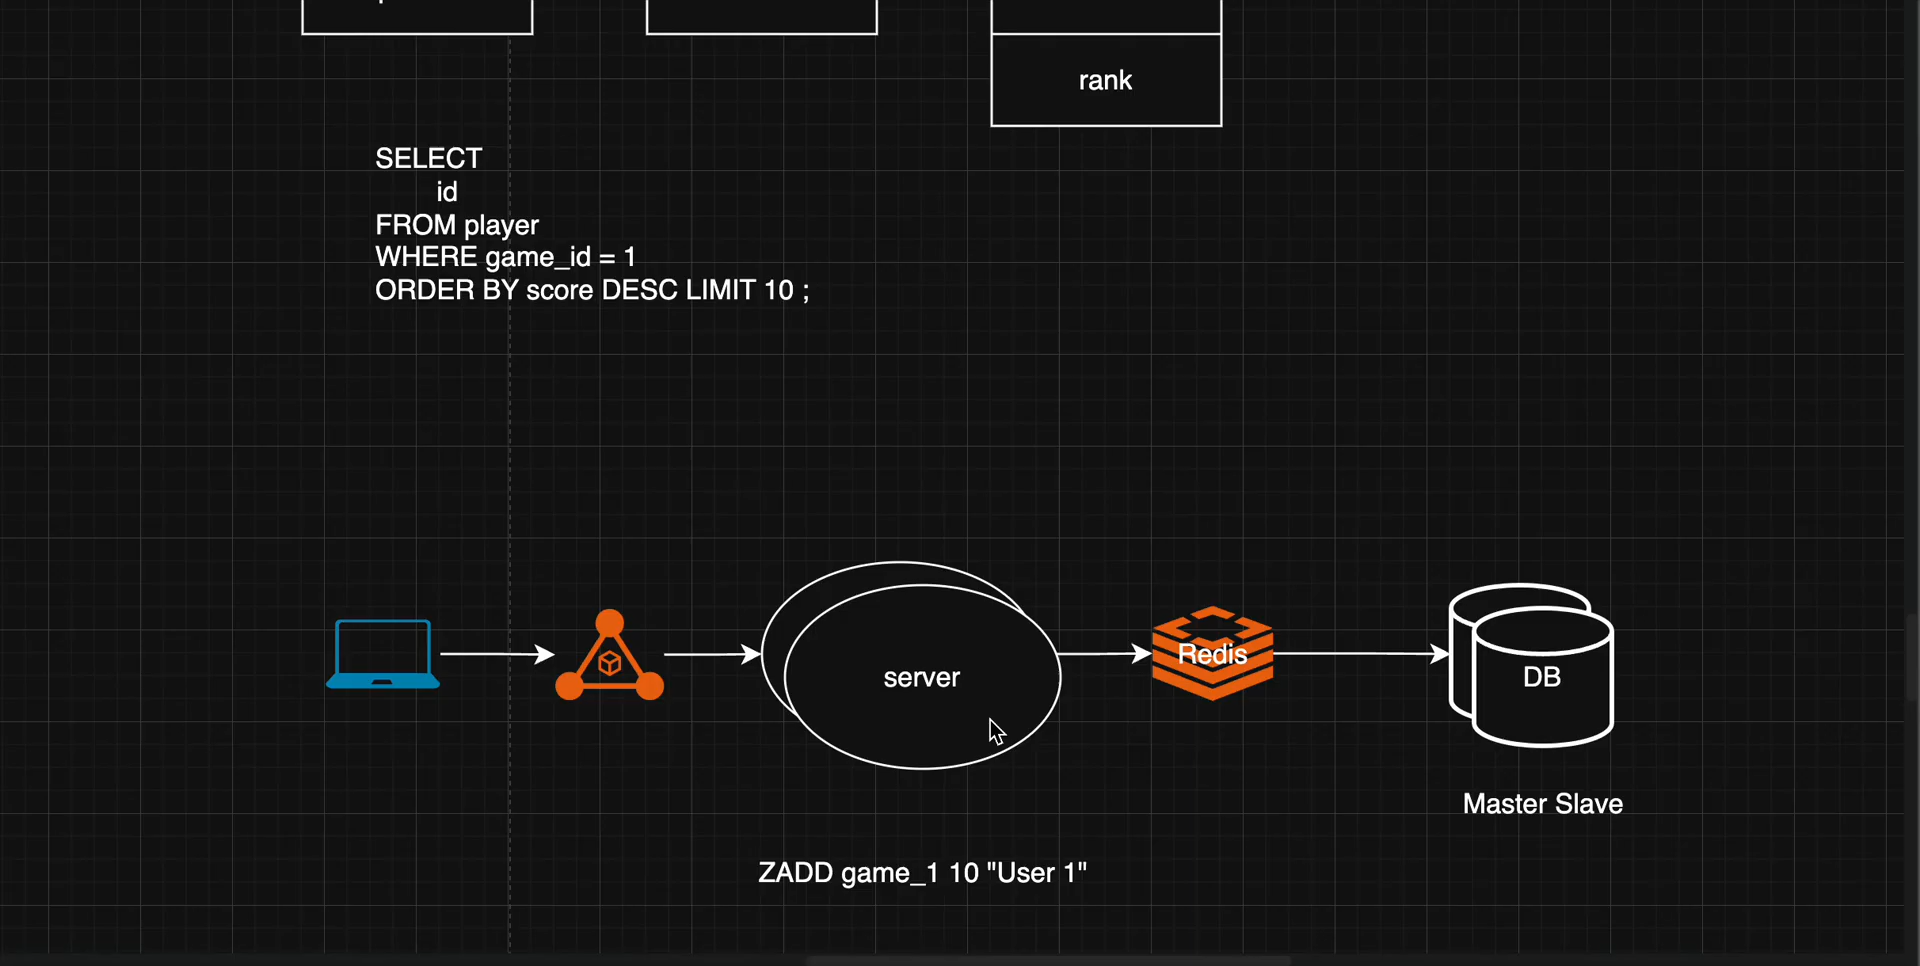 rank
SELECT
id
FROM player
WHERE game_id = 1
ORDER BY score DESC LIMIT 10 ;
server
Redis
DB
Master Slave
ZADD game_1 10 "User 1"